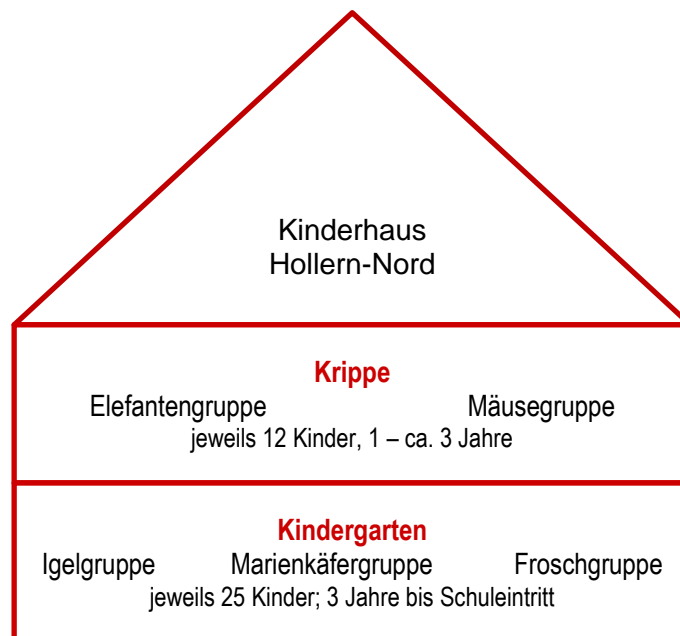 Kinderhaus
Hollern-Nord
Krippe
Elefantengruppe Mäusegruppe
jeweils 12 Kinder, 1 – ca. 3 Jahre
Kindergarten
Igelgruppe Marienkäfergruppe Froschgruppe
jeweils 25 Kinder; 3 Jahre bis Schuleintritt